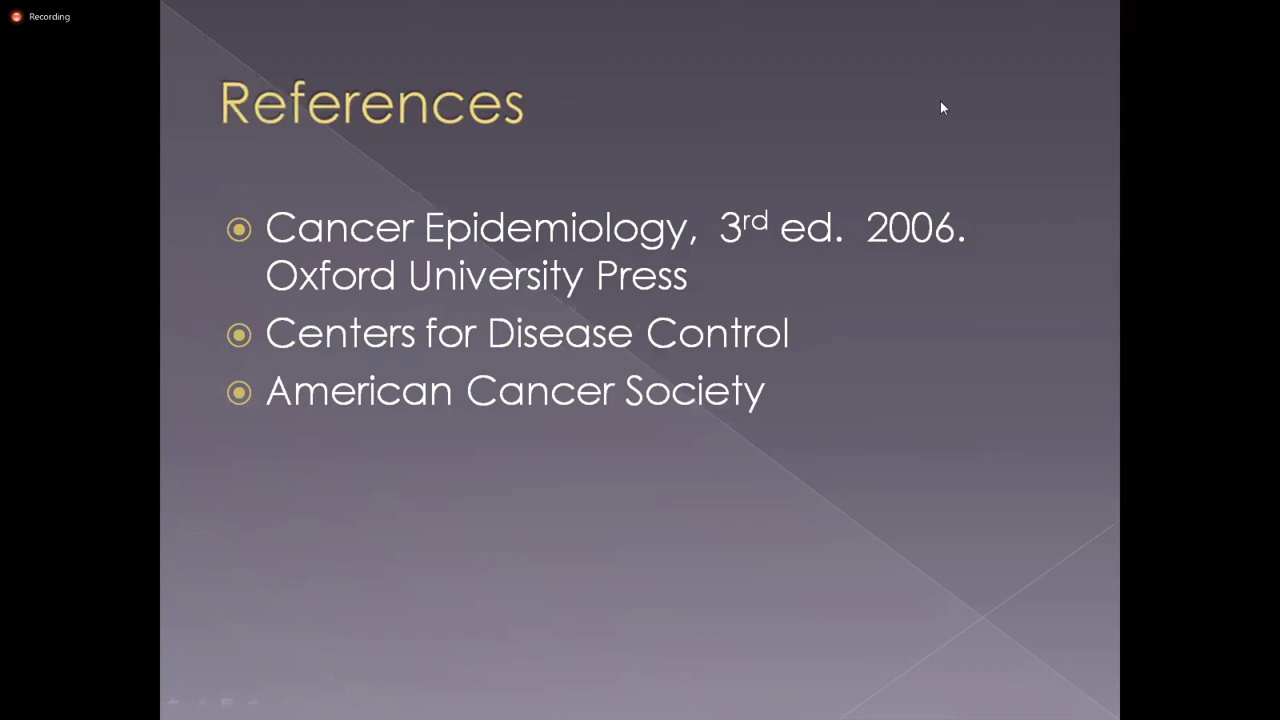 Recording
References
Cancer Epidemiology, 3rd ed. 2006.
Oxford University Press
Centers for Disease Control
American Cancer Society